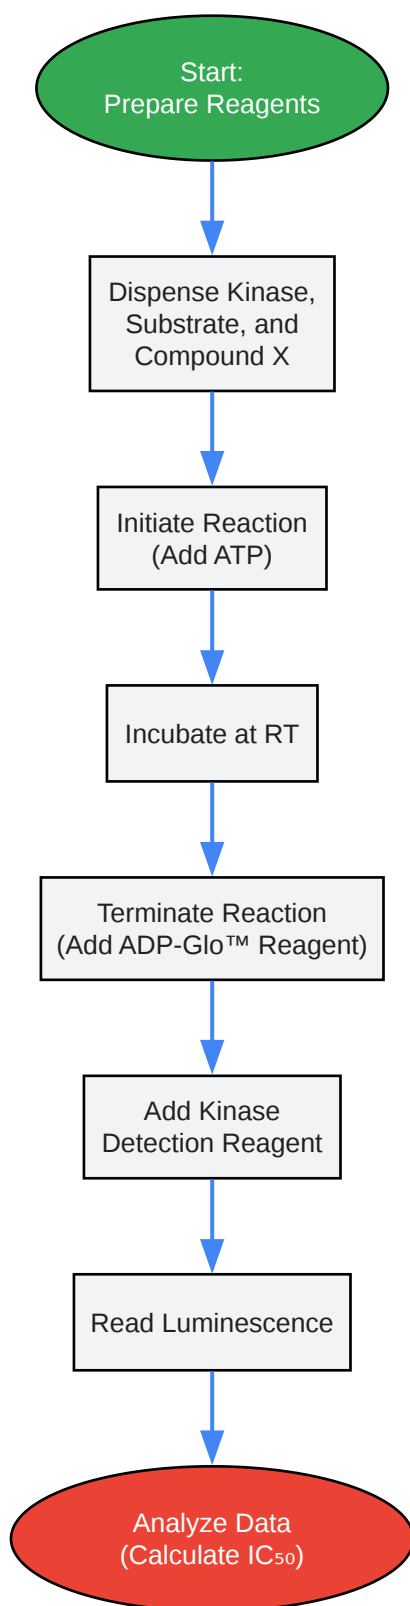 Start:
Prepare Reagents
Dispense Kinase,
Substrate, and
Compound X
Initiate Reaction
(Add ATP)
Incubate at RT
Terminate Reaction
(Add ADP-Glo™ Reagent)
Add Kinase
Detection Reagent
Read Luminescence
Analyze Data
(Calculate IC₅₀)